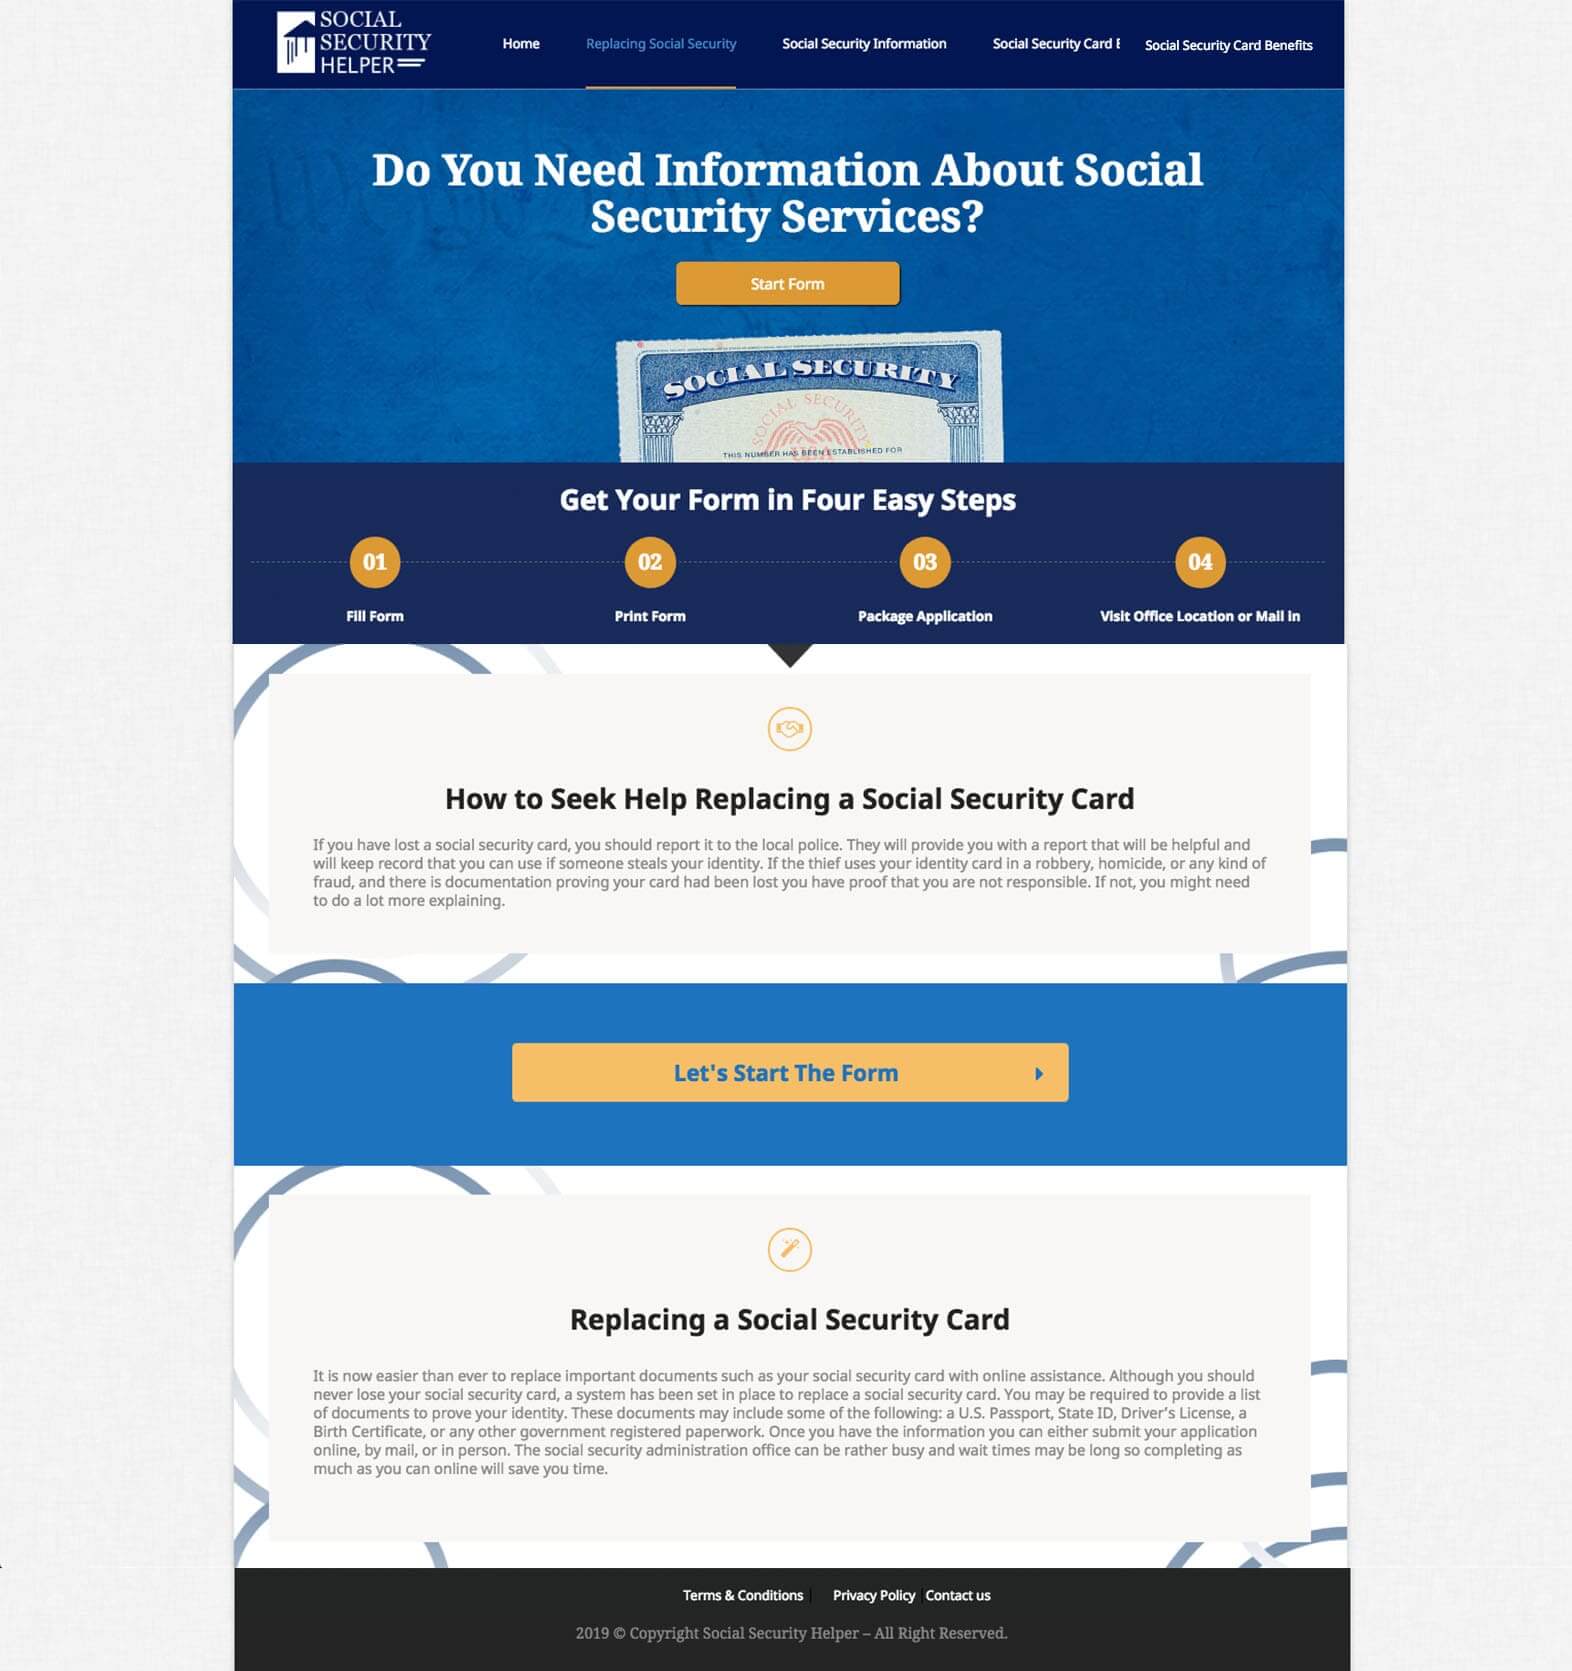 SOCIAL
SECURITY
HELPER
Home
Replacing Social Security
Social Security Information
Social Security Card
Social Security Card Benefits
Do You Need Information About Social
Security Services?
Start Form
SOCIAL SECURITY
SOCIAL SECURITY
USA
THIS NUMBER HAS BEEN ESTABLISHED FOR
Get Your Form in Four Easy Steps
01
02
03
04
Fill Form
Print Form
Package Application
Visit Office Location or Mail in
How to Seek Help Replacing a Social Security Card
If you have lost a social security card, you should report it to the local police. They will provide you with a report that will be helpful and
will keep record that you can use if someone steals your identity. If the thief uses your identity card in a robbery, homicide, or any kind of
fraud, and there is documentation proving your card had been lost you have proof that you are not responsible. If not, you might need
to do a lot more explaining.
Let's Start The Form
Replacing a Social Security Card
It is now easier than ever to replace important documents such as your social security card with online assistance. Although you should
never lose your social security card, a system has been set in place to replace a social security card. You may be required to provide a list
of documents to prove your identity. These documents may include some of the following: a U.S. Passport, State ID, Driver’s License, a
Birth Certificate, or any other government registered paperwork. Once you have the information you can either submit your application
online, by mail, or in person. The social security administration office can be rather busy and wait times may be long so completing as
much as you can online will save you time.
Terms & Conditions | Privacy Policy | Contact us
2019 © Copyright Social Security Helper – All Right Reserved.